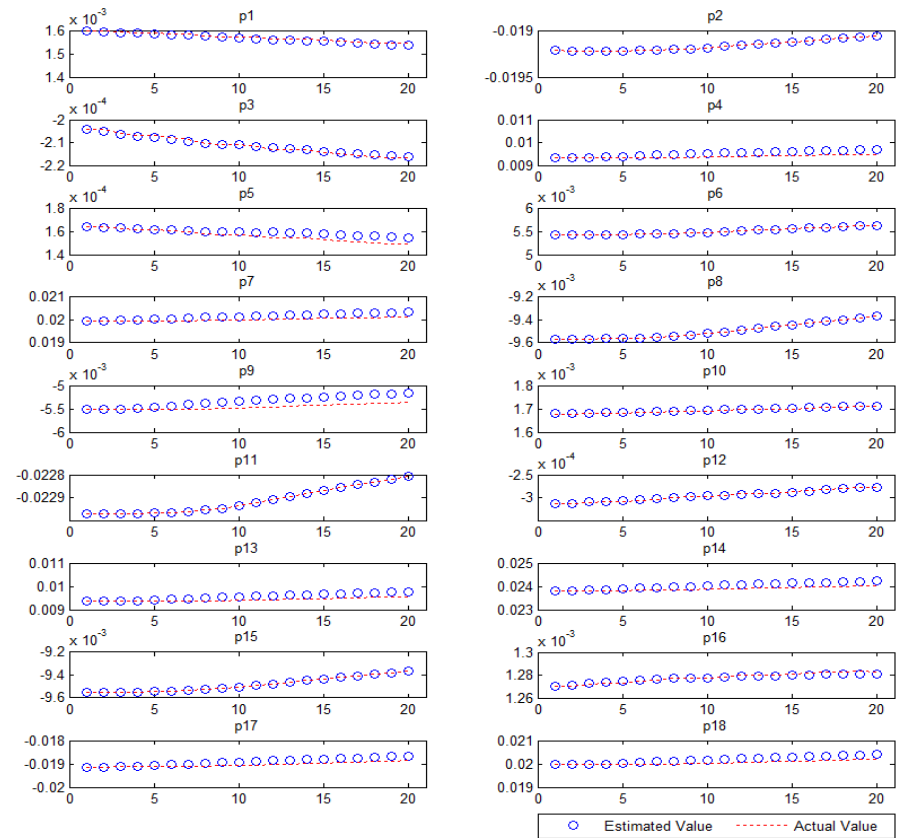 p1
x 10^-3
1.6
1.5
1.4
0 5 10 15 20
p2
-0.019
-0.0195
0 5 10 15 20
p3
x 10^-4
-2
-2.1
-2.2
0 5 10 15 20
p4
0.011
0.01
0.009
0 5 10 15 20
p5
x 10^-4
1.8
1.6
1.4
0 5 10 15 20
p6
x 10^-3
6
5.5
5
0 5 10 15 20
p7
0.021
0.02
0.019
0 5 10 15 20
p8
x 10^-3
-9.2
-9.4
-9.6
0 5 10 15 20
p9
x 10^-3
-5
-5.5
-6
0 5 10 15 20
p10
x 10^-3
1.8
1.7
1.6
0 5 10 15 20
p11
-0.0228
-0.0229
0 5 10 15 20
p12
x 10^-4
-2.5
-3
0 5 10 15 20
p13
0.011
0.01
0.009
0 5 10 15 20
p14
0.025
0.024
0.023
0 5 10 15 20
p15
x 10^-3
-9.2
-9.4
-9.6
0 5 10 15 20
p16
x 10^-3
1.3
1.28
1.26
0 5 10 15 20
p17
-0.018
-0.019
-0.02
0 5 10 15 20
p18
0.021
0.02
0.019
0 5 10 15 20
Estimated Value
Actual Value